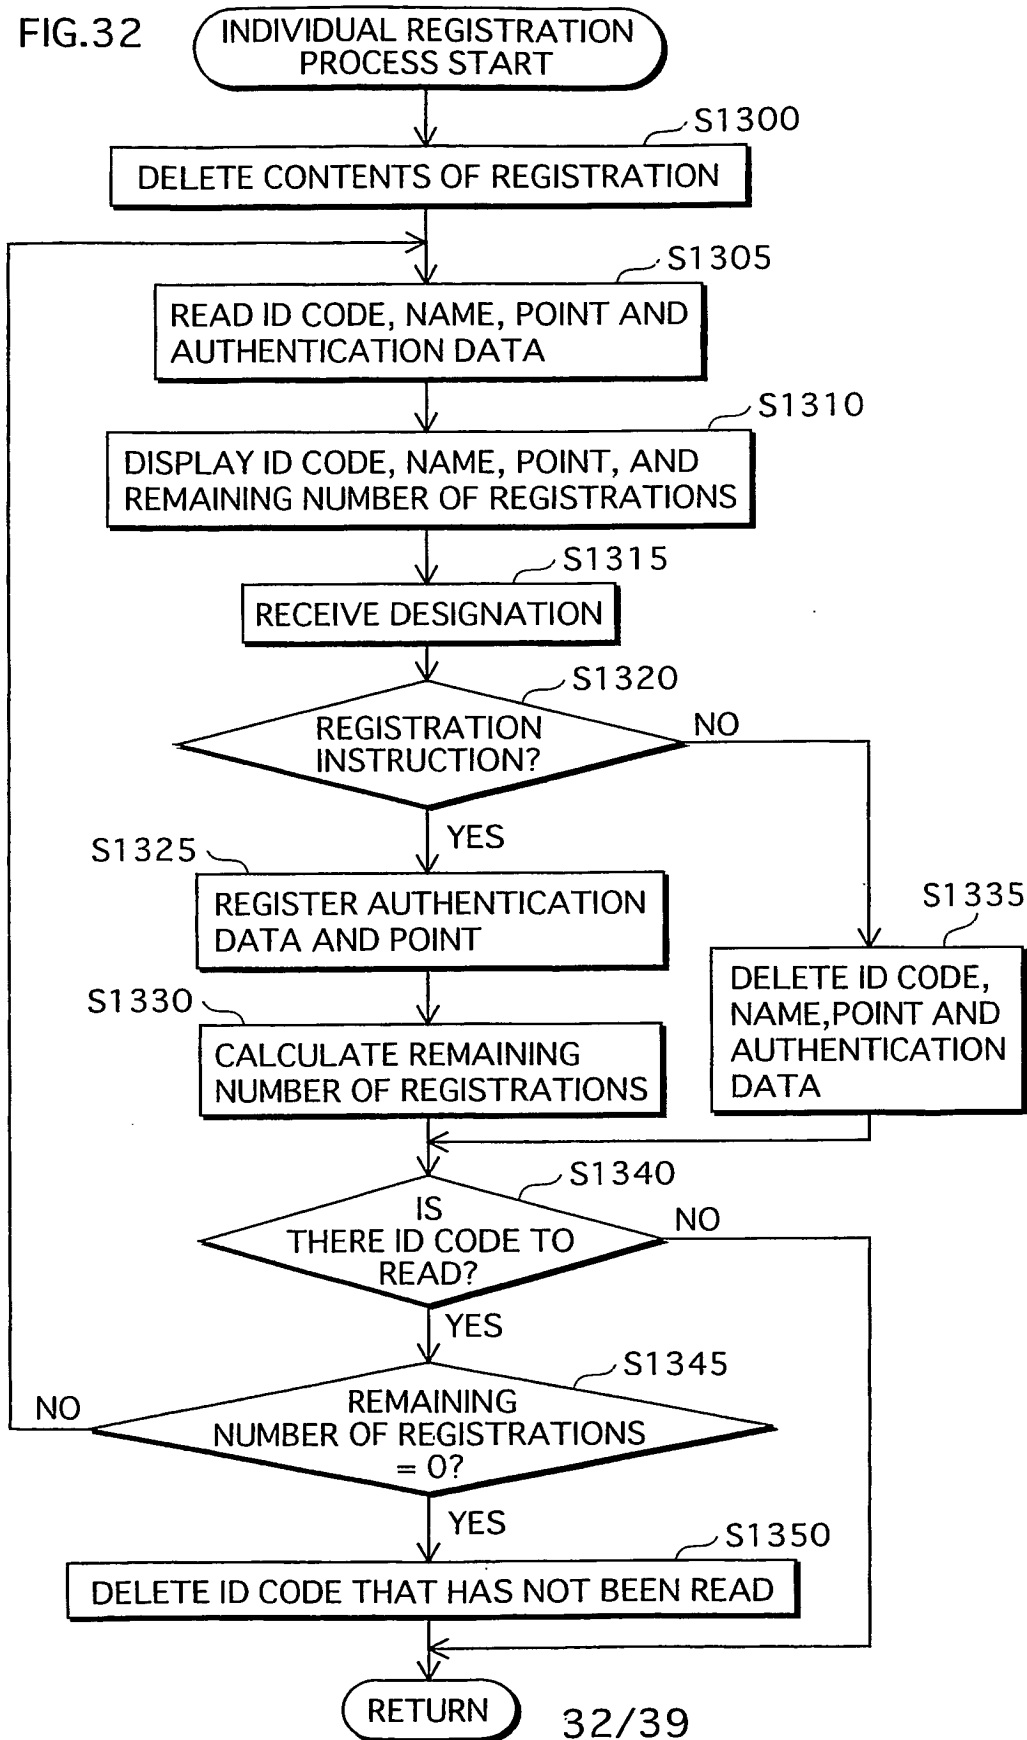 FIG.32
INDIVIDUAL REGISTRATION
PROCESS START
S1300
DELETE CONTENTS OF REGISTRATION
S1305
READ ID CODE, NAME, POINT AND
AUTHENTICATION DATA
S1310
DISPLAY ID CODE, NAME, POINT, AND
REMAINING NUMBER OF REGISTRATIONS
S1315
RECEIVE DESIGNATION
S1320
REGISTRATION
INSTRUCTION?
NO
YES
S1325
REGISTER AUTHENTICATION
DATA AND POINT
S1335
DELETE ID CODE,
NAME,POINT AND
AUTHENTICATION
DATA
S1330
CALCULATE REMAINING
NUMBER OF REGISTRATIONS
S1340
IS
THERE ID CODE TO
READ?
NO
YES
S1345
REMAINING
NUMBER OF REGISTRATIONS
= 0?
NO
YES
S1350
DELETE ID CODE THAT HAS NOT BEEN READ
RETURN
32/39